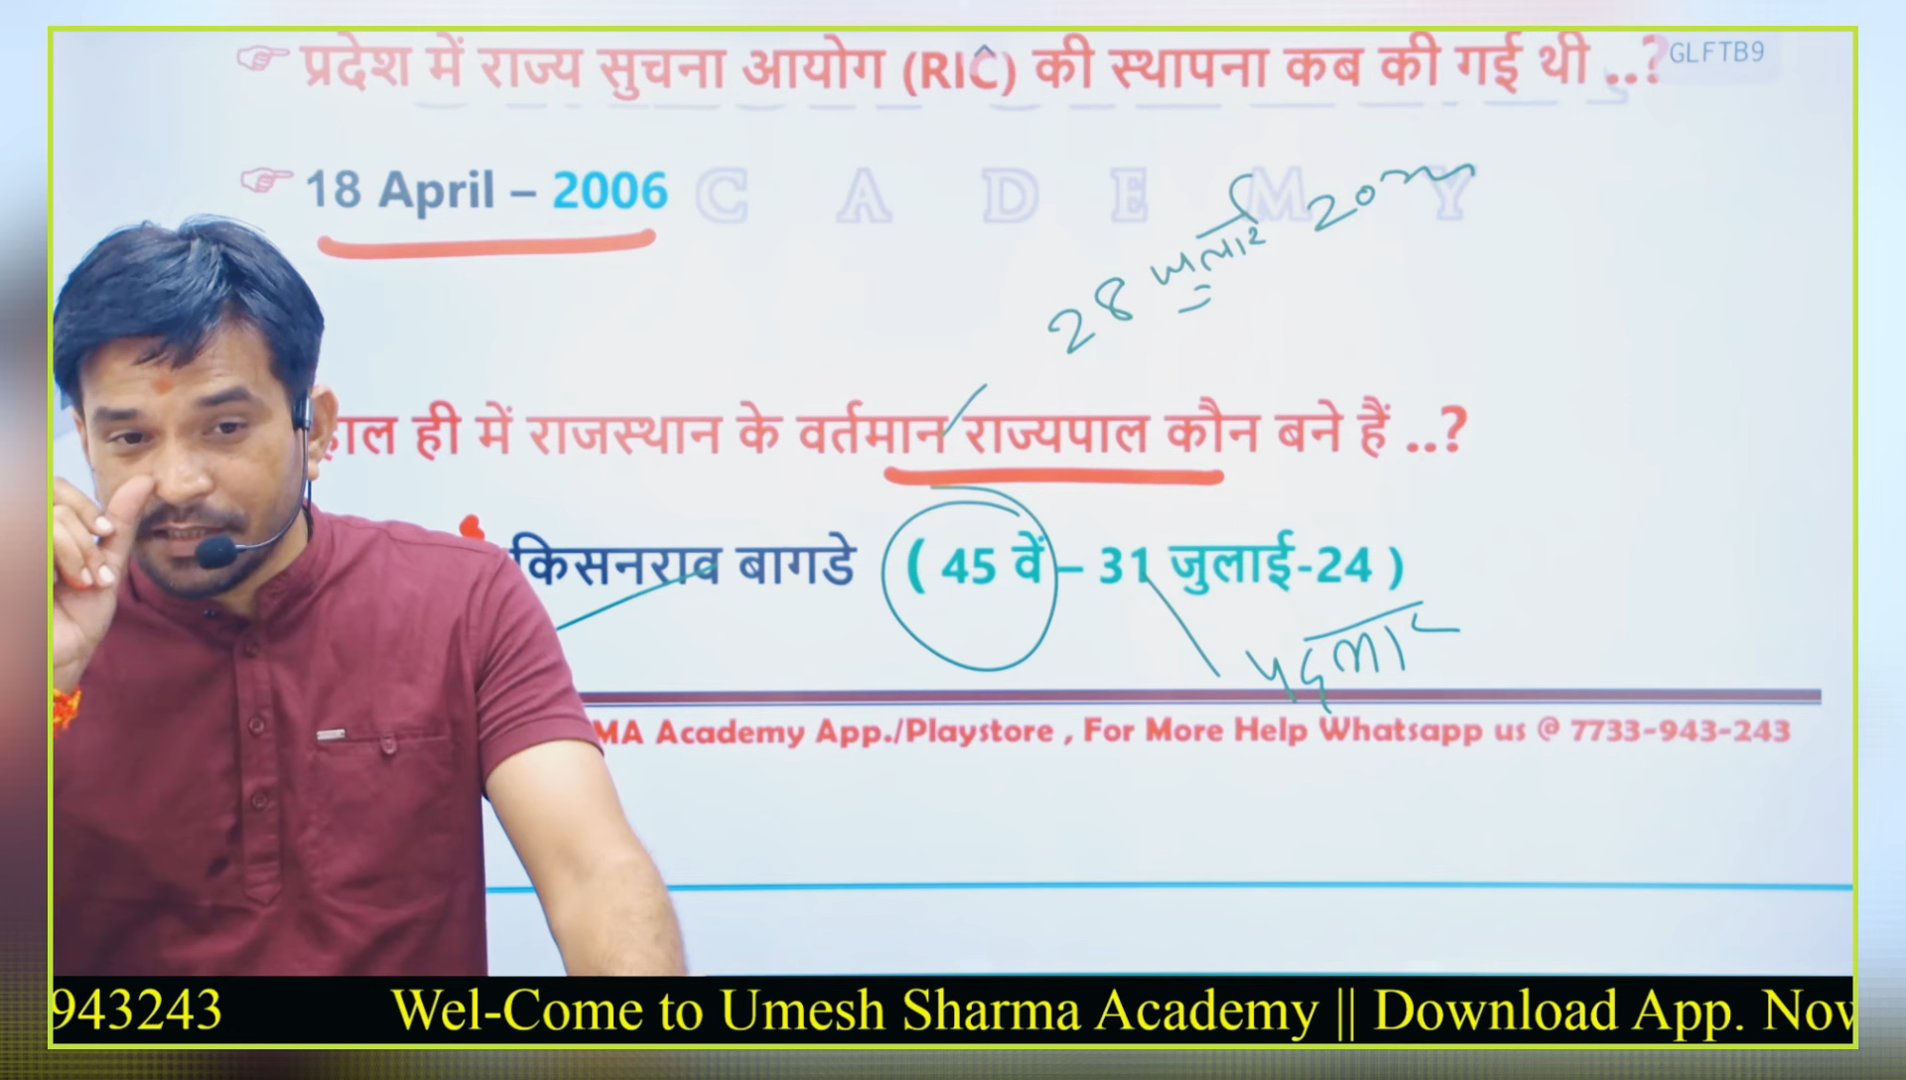 प्रदेश में राज्य सुचना आयोग (RIC) की स्थापना कब की गई थी ..?
GLFTB9
18 April – 2006
C A D E M Y
28 जुलाई 20
हाल ही में राजस्थान के वर्तमान राज्यपाल कौन बने हैं ..?
किसनराव बागडे ( 45 वें – 31 जुलाई-24 )
MA Academy App./Playstore , For More Help Whatsapp us @ 7733-943-243
943243 Wel-Come to Umesh Sharma Academy || Download App. Now